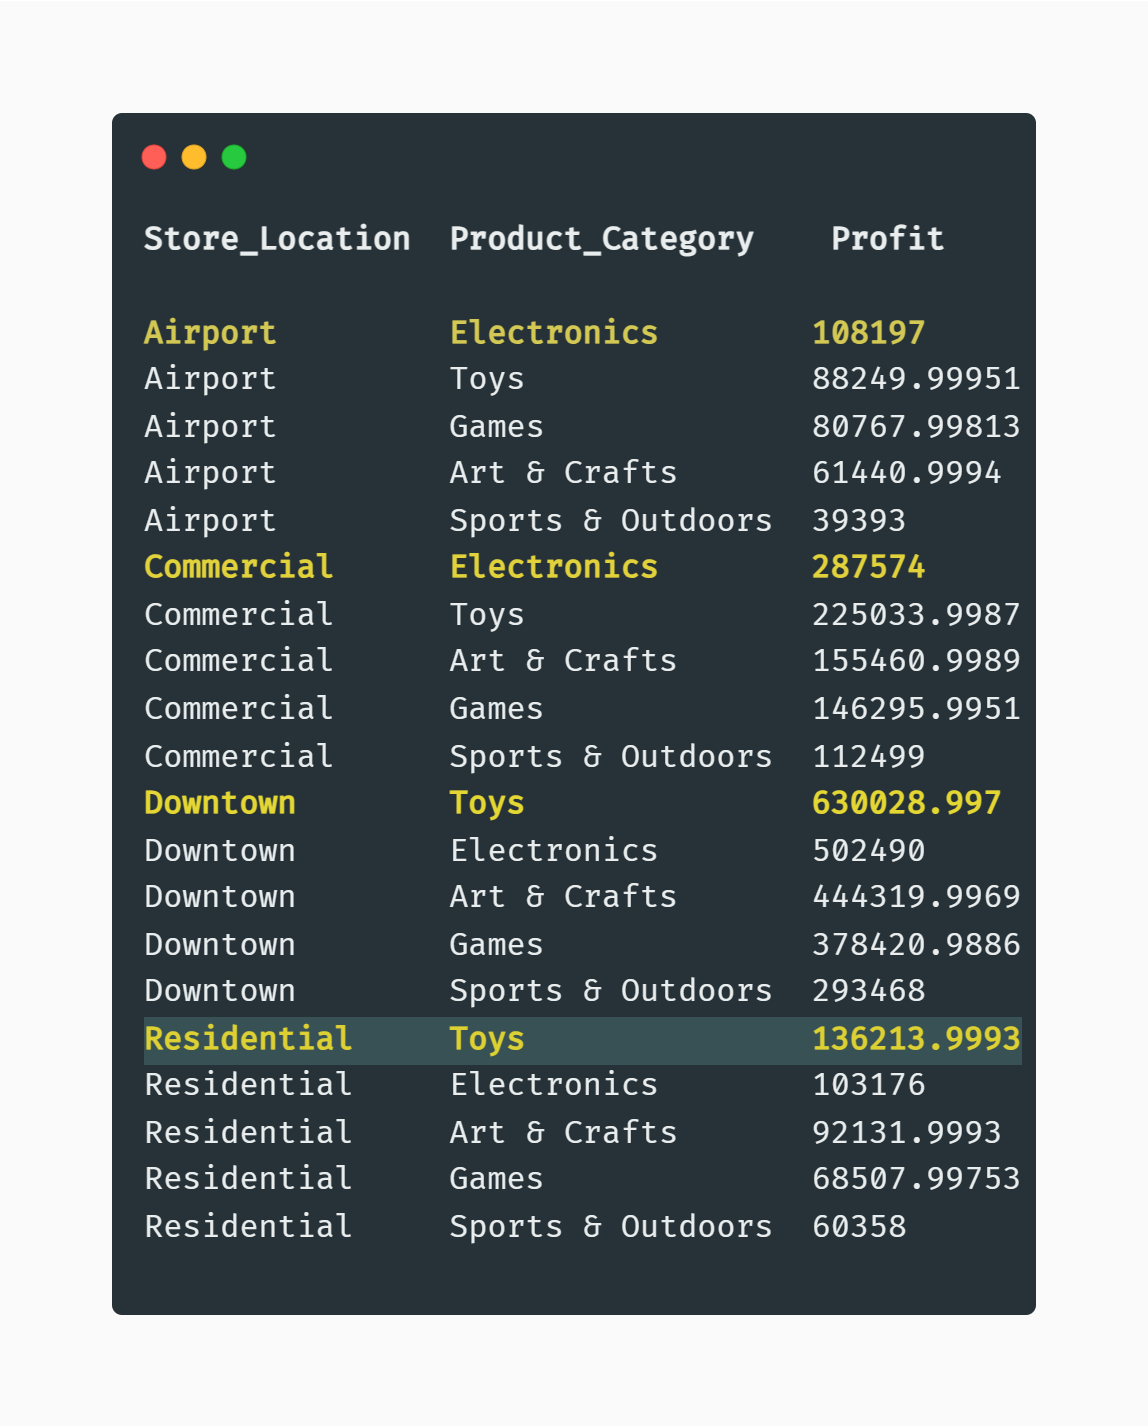 Store_Location  Product_Category    Profit
Airport         Electronics        108197
Airport         Toys               88249.99951
Airport         Games              80767.99813
Airport         Art & Crafts       61440.9994
Airport         Sports & Outdoors  39393
Commercial      Electronics        287574
Commercial      Toys               225033.9987
Commercial      Art & Crafts       155460.9989
Commercial      Games              146295.9951
Commercial      Sports & Outdoors  112499
Downtown        Toys               630028.997
Downtown        Electronics        502490
Downtown        Art & Crafts       444319.9969
Downtown        Games              378420.9886
Downtown        Sports & Outdoors  293468
Residential     Toys               136213.9993
Residential     Electronics        103176
Residential     Art & Crafts       92131.9993
Residential     Games              68507.99753
Residential     Sports & Outdoors  60358